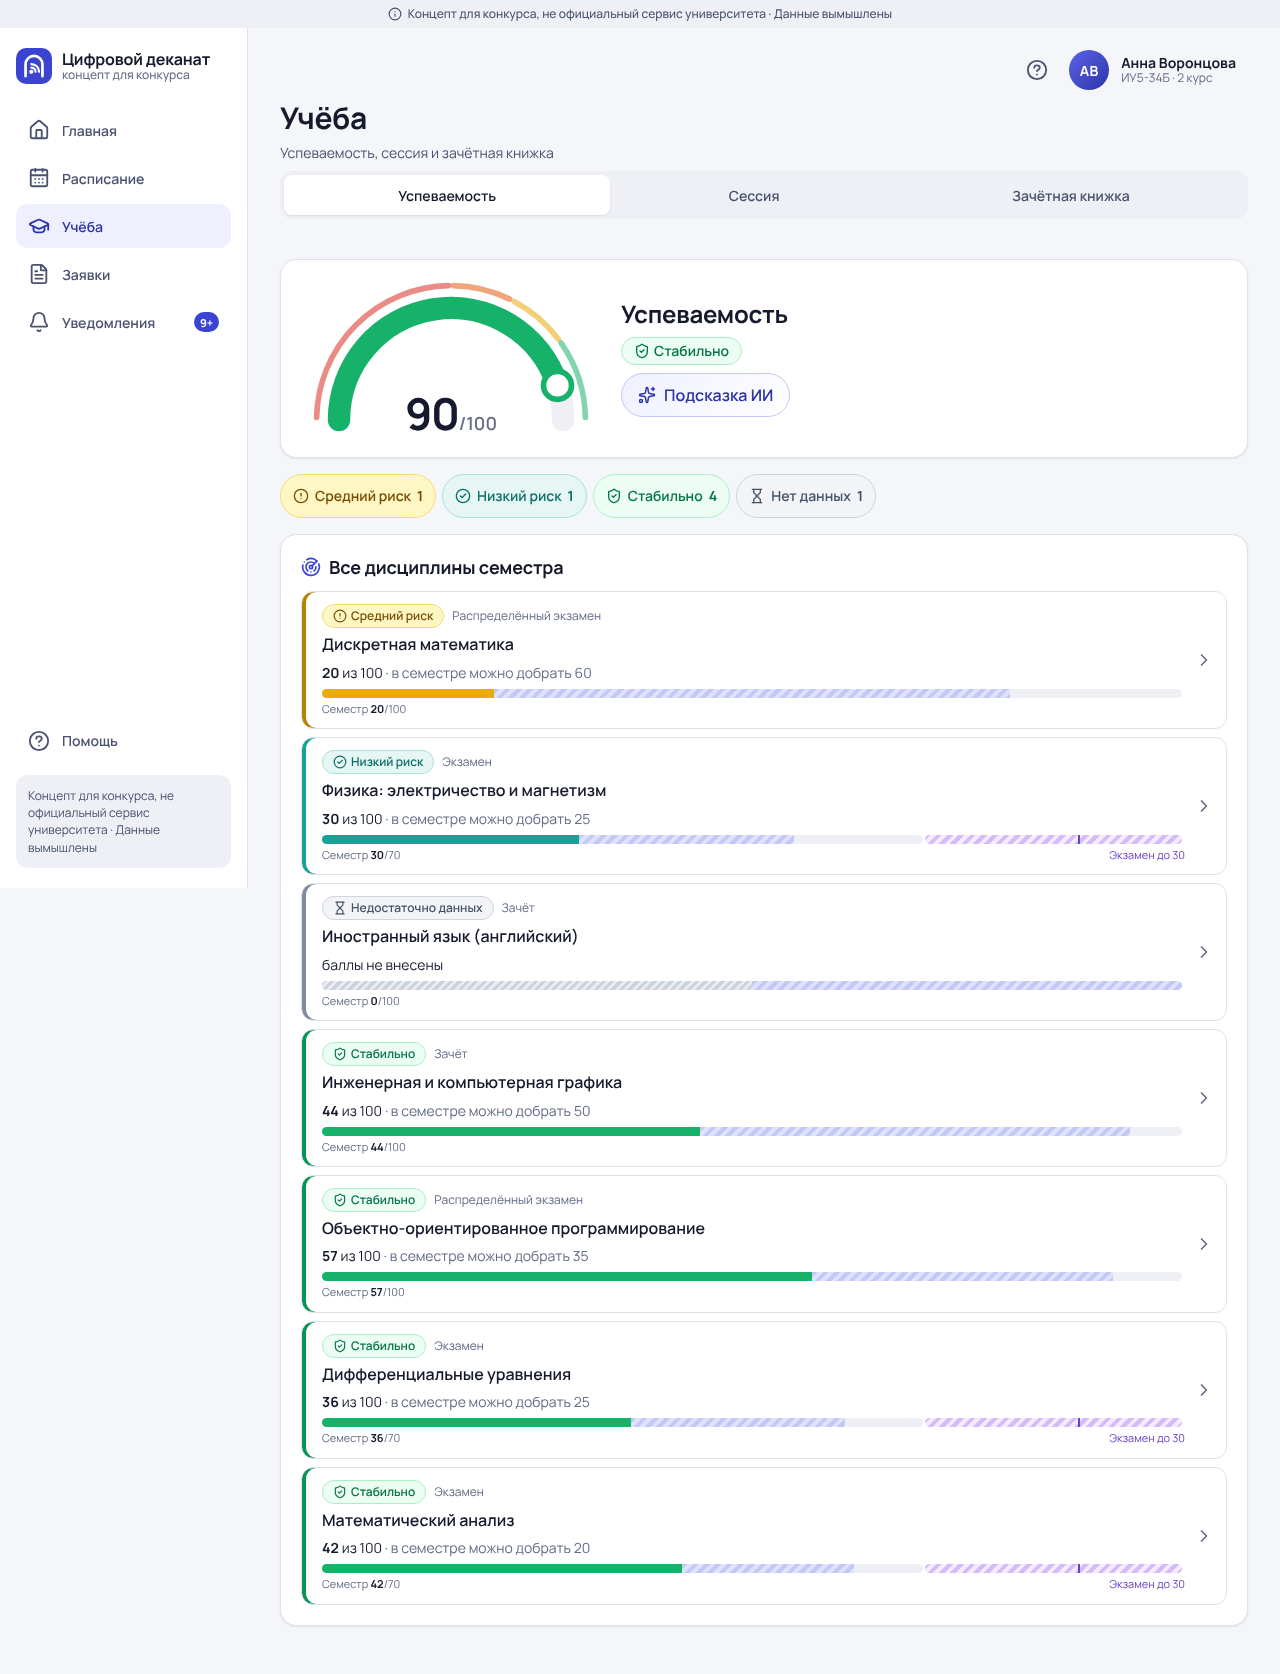 Концепт для конкурса, не официальный сервис университета · Данные вымышлены
Цифровой деканат
концепт для конкурса
Главная
Расписание
Учёба
Заявки
Уведомления 9+
Помощь
Концепт для конкурса, не
официальный сервис
университета · Данные
вымышлены
АВ
Анна Воронцова
ИУ5-34Б · 2 курс
Учёба
Успеваемость, сессия и зачётная книжка
Успеваемость
Сессия
Зачётная книжка
90/100
Успеваемость
Стабильно
Подсказка ИИ
Средний риск 1
Низкий риск 1
Стабильно 4
Нет данных 1
Все дисциплины семестра
Средний риск Распределённый экзамен
Дискретная математика
20 из 100 · в семестре можно добрать 60
Семестр 20/100
Низкий риск Экзамен
Физика: электричество и магнетизм
30 из 100 · в семестре можно добрать 25
Семестр 30/70
Экзамен до 30
Недостаточно данных Зачёт
Иностранный язык (английский)
баллы не внесены
Семестр 0/100
Стабильно Зачёт
Инженерная и компьютерная графика
44 из 100 · в семестре можно добрать 50
Семестр 44/100
Стабильно Распределённый экзамен
Объектно-ориентированное программирование
57 из 100 · в семестре можно добрать 35
Семестр 57/100
Стабильно Экзамен
Дифференциальные уравнения
36 из 100 · в семестре можно добрать 25
Семестр 36/70
Экзамен до 30
Стабильно Экзамен
Математический анализ
42 из 100 · в семестре можно добрать 20
Семестр 42/70
Экзамен до 30